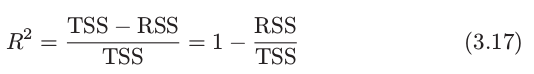 R² = (TSS − RSS)/TSS = 1 − RSS/TSS (3.17)